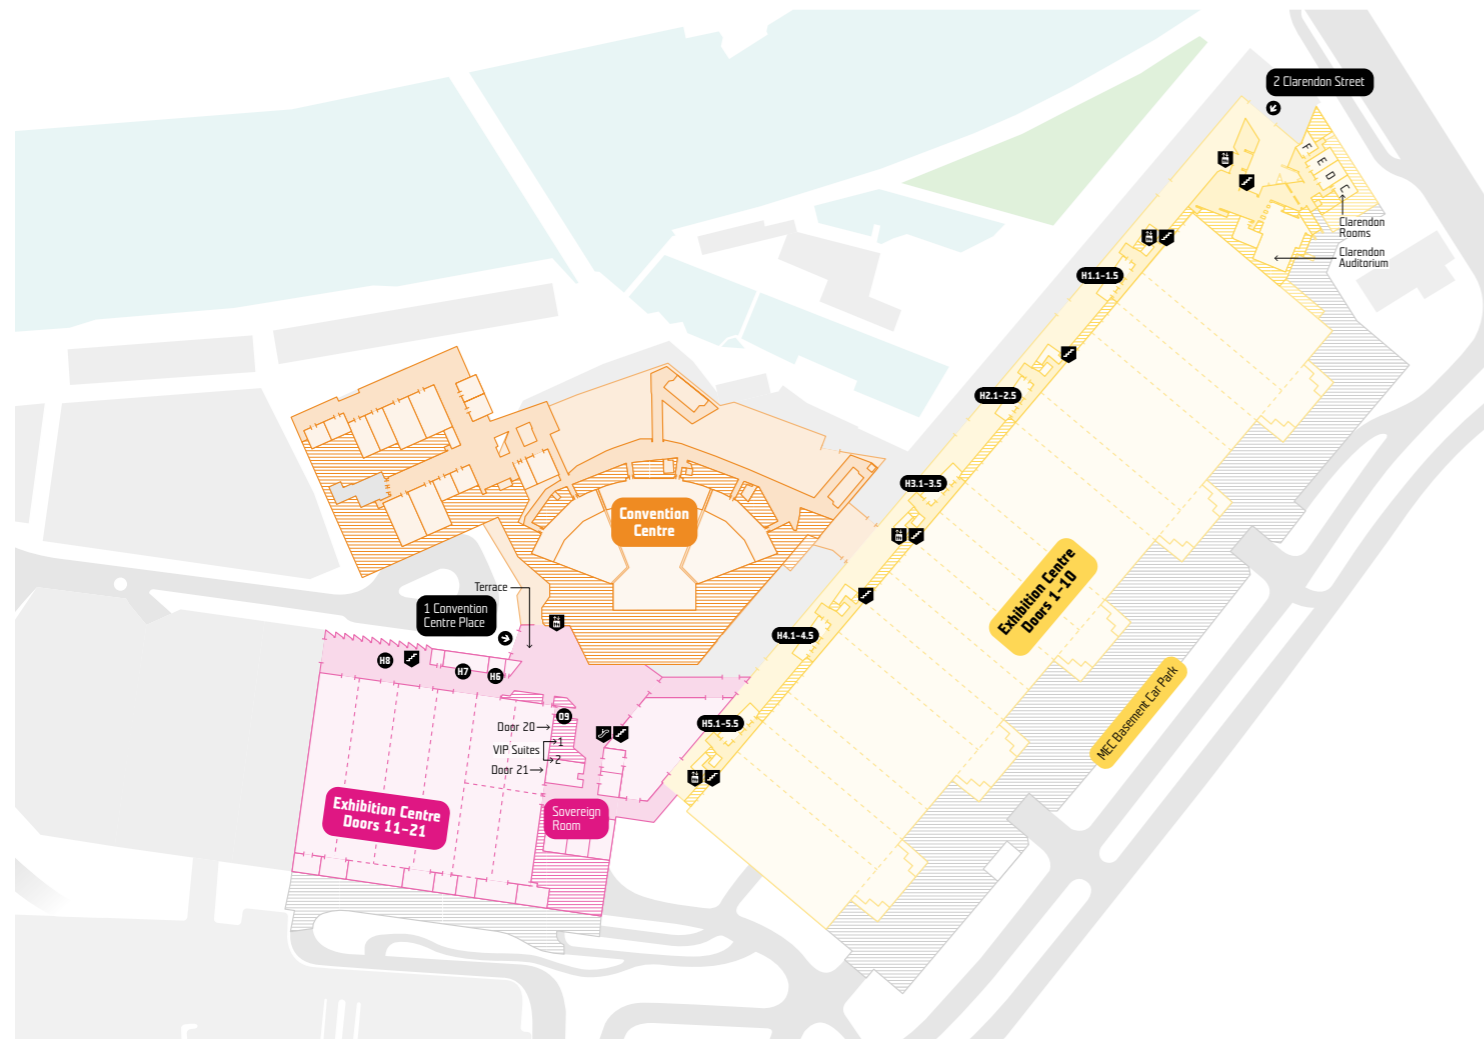 2 Clarendon Street
F
E
D
C
Clarendon
Rooms
Clarendon
Auditorium
H1.1-1.5
H2.1-2.5
H3.1-3.5
Convention
Centre
Exhibition Centre
Doors 1-10
Terrace
1 Convention
Centre Place
H4.1-4.5
H8
H7
H6
MEC Basement Car Park
09
H5.1-5.5
Door 20
VIP Suites
1
2
Door 21
Exhibition Centre
Doors 11-21
Sovereign
Room